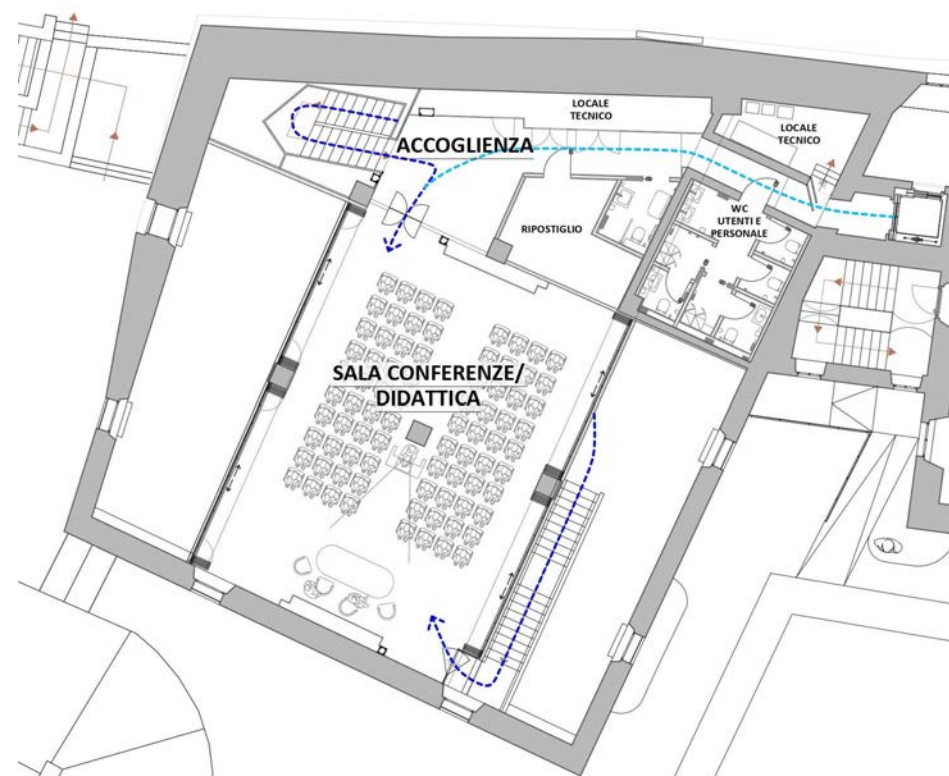 LOCALE
TECNICO
LOCALE
TECNICO
ACCOGLIENZA
WC
UTENTI E
PERSONALE
RIPOSTIGLIO
SALA CONFERENZE/
DIDATTICA